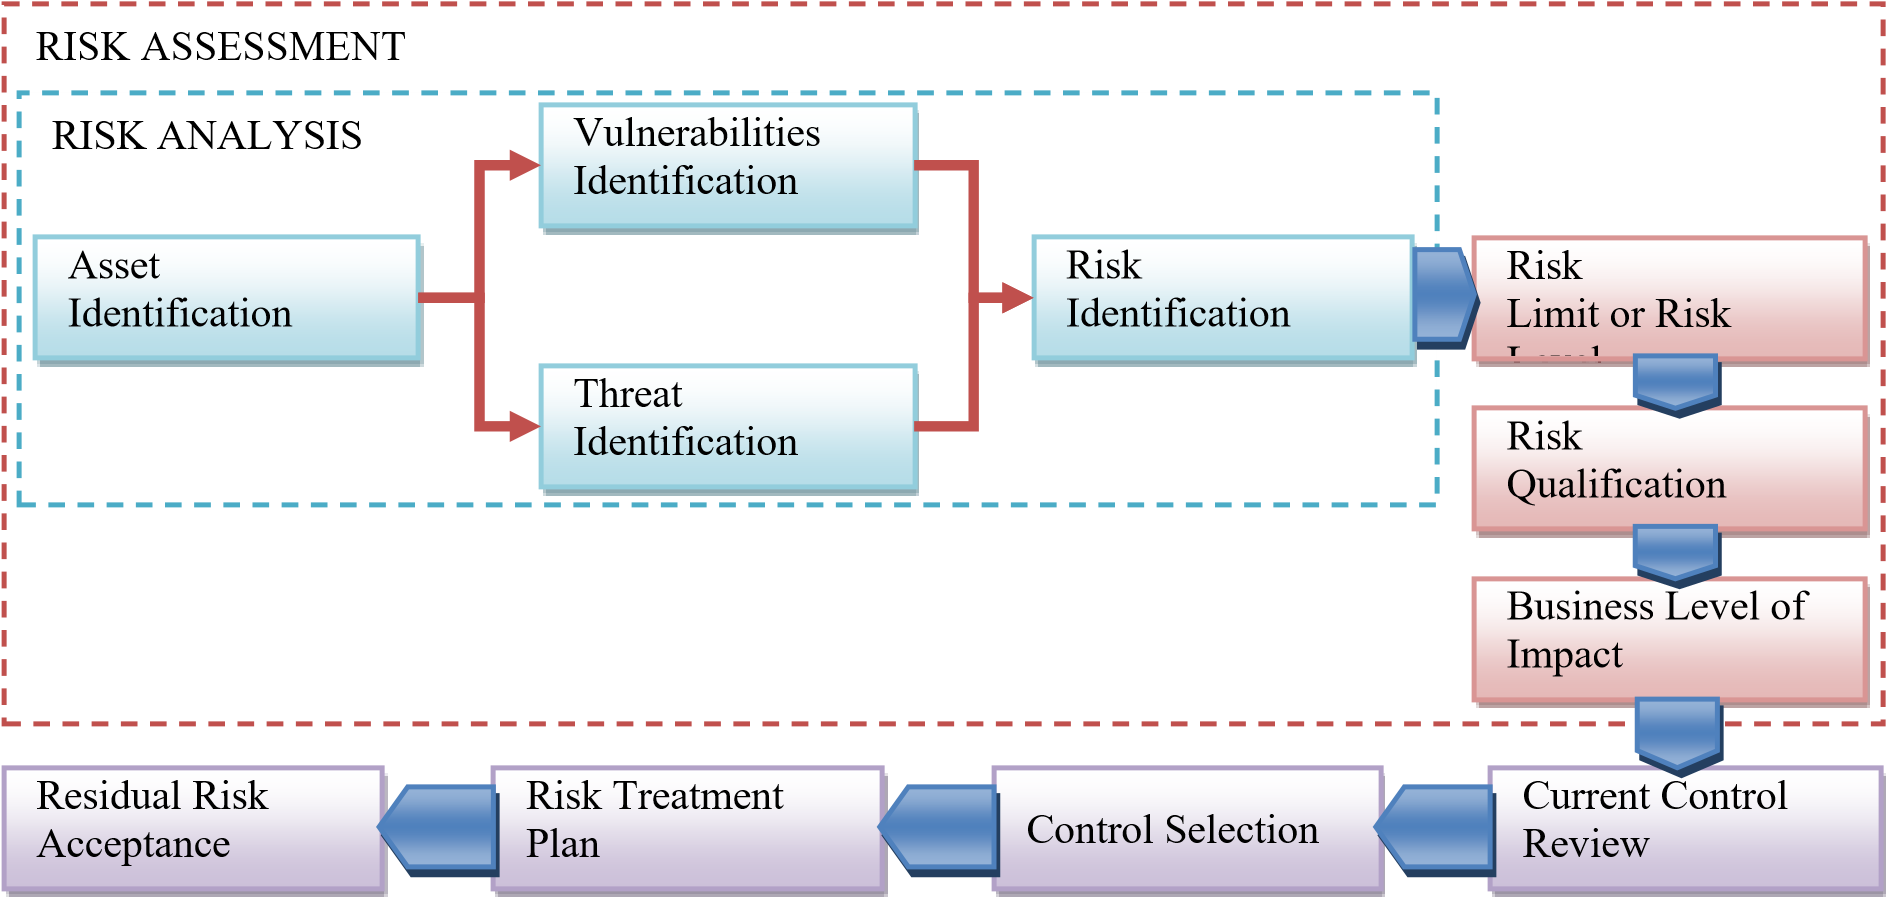 RISK ASSESSMENT
RISK ANALYSIS
Vulnerabilities
Identification
Asset
Identification
Threat
Identification
Risk
Identification
Risk
Limit or Risk
Risk
Qualification
Business Level of
Impact
Residual Risk
Acceptance
Risk Treatment
Plan
Control Selection
Current Control
Review